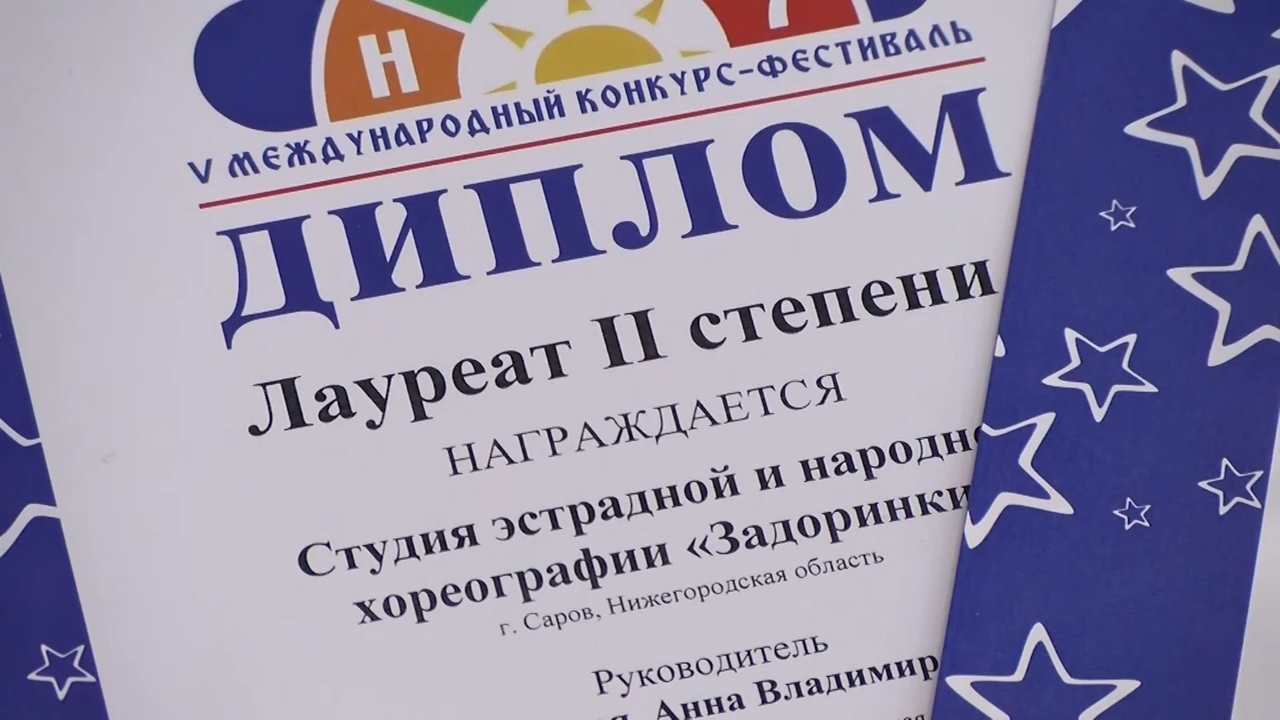 Н
V МЕЖДУНАРОДНЫЙ КОНКУРС-ФЕСТИВАЛЬ
ДИПЛОМ
Лауреат II степени
НАГРАЖДАЕТСЯ
Студия эстрадной и народно
хореографии «Задоринки
г. Саров, Нижегородская область
Руководитель
Анна Владимир